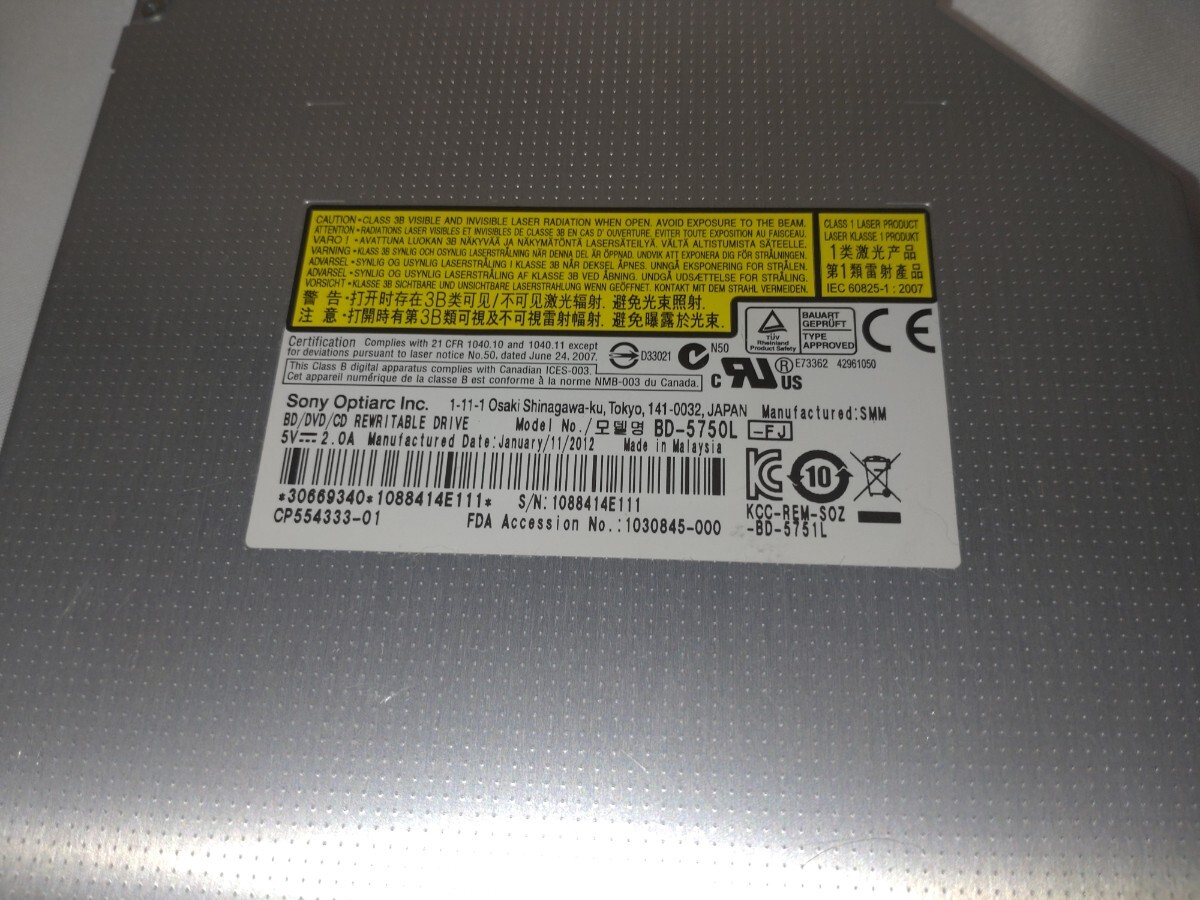 CAUTION•CLASS 3B VISIBLE AND INVISIBLE LASER RADIATION WHEN OPEN. AVOID EXPOSURE TO THE BEAM.
ATTENTION•RADIATIONS LASER VISIBLES ET INVISIBLES DE CLASSE 3B EN CAS D' OUVERTURE. EVITER TOUTE EXPOSITION AU FAISCEAU.
VARO ! •AVATTUNA LUOKAN 3B NÄKYVÄÄ JA NÄKYMÄTÖNTÄ LASERSÄTEILYÄ. VÄLTÄ ALTISTUMISTA SÄTEELLE.
VARNING•KLASS 3B SYNLIG OCH OSYNLIG LASERSTRÅLNING NÄR DENNA DEL ÄR ÖPPNAD. UNDVIK ATT EXPONERA DIG FÖR STRÅLNINGEN.
ADVARSEL•SYNLIG OG USYNLIG LASERSTRÅLING I KLASSE 3B NÅR DEKSEL ÅPNES. UNNGÅ EKSPONERING FOR STRÅLEN.
ADVARSEL•SYNLIG OG USYNLIG LASERSTRÅLING AF KLASSE 3B VED ÅBNING. UNDGÅ UDSÆTTELSE FOR STRÅLING.
VORSICHT•KLASSE 3B SICHTBARE UND UNSICHTBARE LASERSTRAHLUNG WENN GEÖFFNET. KONTAKT MIT DEM STRAHL VERMEIDEN.
警 告•打开时存在3B类可见/不可见激光辐射. 避免光束照射.
注 意•打開時有第3B類可視及不可視雷射輻射. 避免曝露於光束.
CLASS 1 LASER PRODUCT
LASER KLASSE 1 PRODUKT
1类激光产品
第1類雷射產品
IEC 60825-1 : 2007
Certification Complies with 21 CFR 1040.10 and 1040.11 except
for deviations pursuant to laser notice No.50, dated June 24, 2007.
This Class B digital apparatus complies with Canadian ICES-003.
Cet appareil numérique de la classe B est conforme à la norme NMB-003 du Canada.
D33021
N50
TÜV
Rheinland
Product Safety
BAUART
GEPRÜFT
TYPE
APPROVED
CE
c RU ® US
E73362 42961050
Sony Optiarc Inc. 1-11-1 Osaki Shinagawa-ku, Tokyo, 141-0032, JAPAN Manufactured:SMM
BD/DVD/CD REWRITABLE DRIVE Model No./모델명 BD-5750L -FJ
5V⎓ 2.0A Manufactured Date:January/11/2012 Made in Malaysia
*30669340*1088414E111* S/N:1088414E111
CP554333-01 FDA Accession No.:1030845-000
10
KCC-REM-SOZ
-BD-5751L